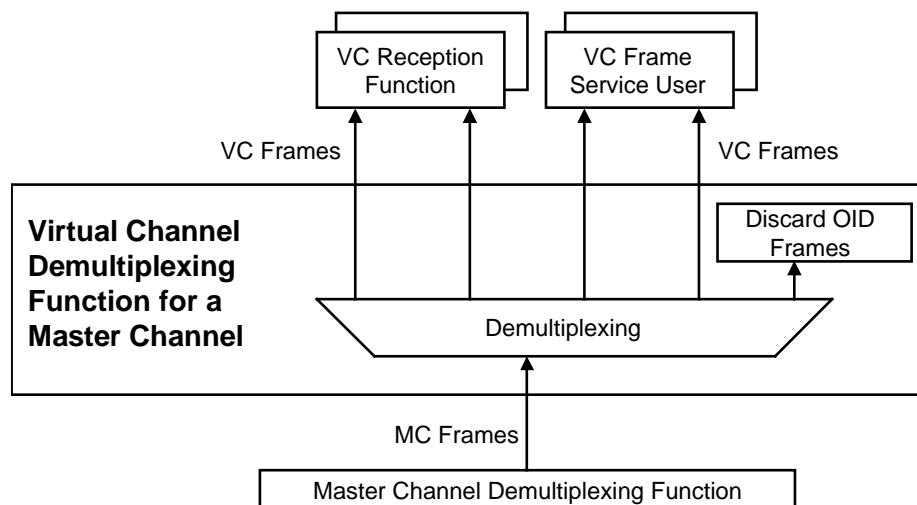 VC Reception
Function
VC Frame
Service User
VC Frames
VC Frames
Virtual Channel
Demultiplexing
Function for a
Master Channel
Discard OID
Frames
Demultiplexing
MC Frames
Master Channel Demultiplexing Function